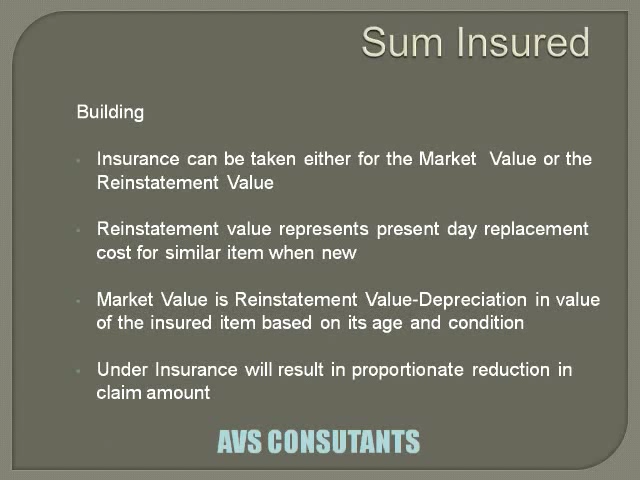 Sum Insured
Building
Insurance can be taken either for the Market Value or the
Reinstatement Value
Reinstatement value represents present day replacement
cost for similar item when new
Market Value is Reinstatement Value-Depreciation in value
of the insured item based on its age and condition
Under Insurance will result in proportionate reduction in
claim amount
AVS CONSUTANTS